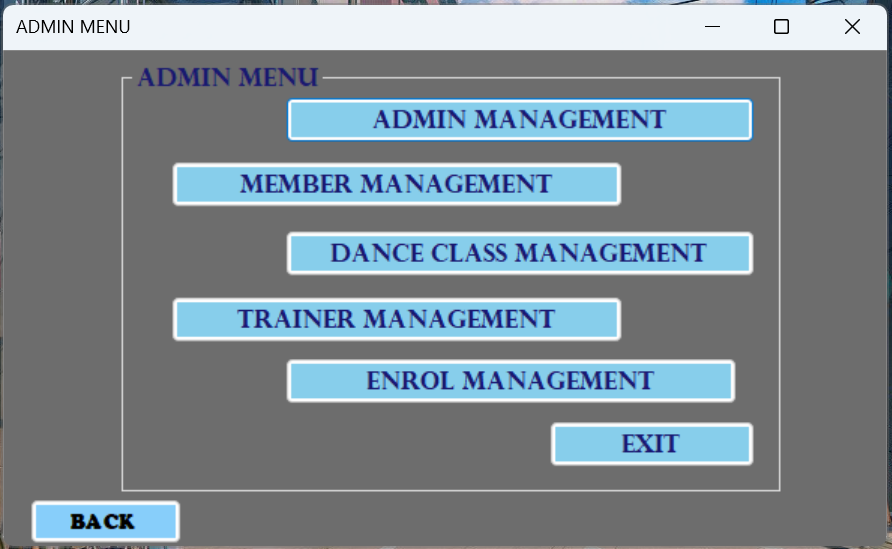 ADMIN MENU
ADMIN MENU
ADMIN MANAGEMENT
MEMBER MANAGEMENT
DANCE CLASS MANAGEMENT
TRAINER MANAGEMENT
ENROL MANAGEMENT
EXIT
BACK